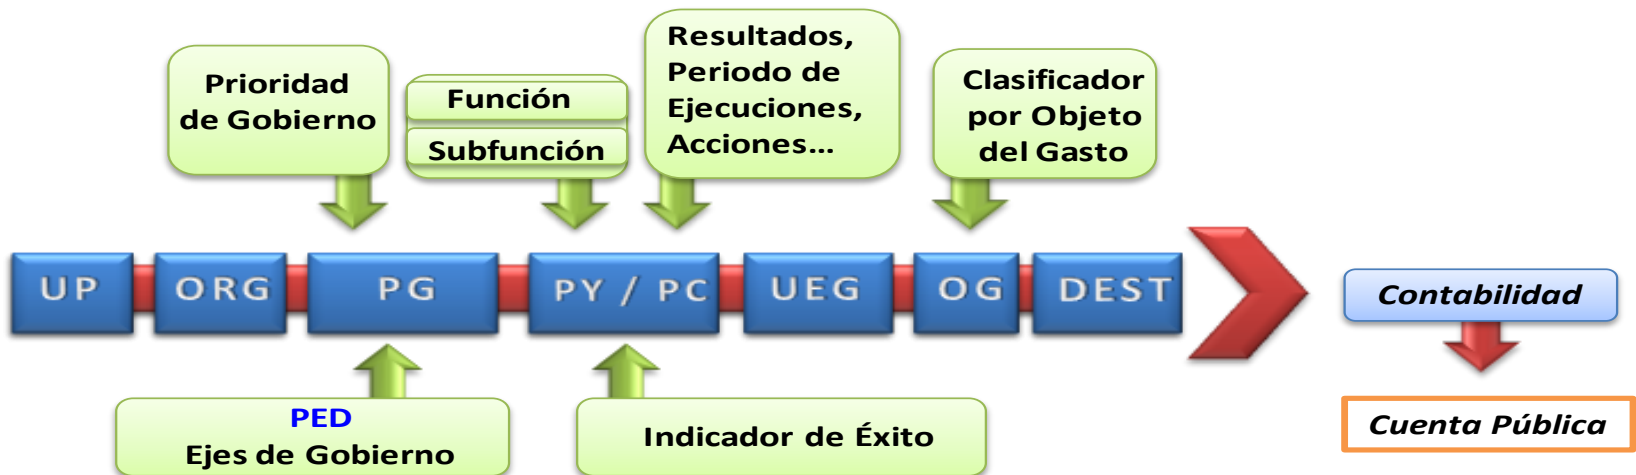 Prioridad
de Gobierno
Función
Subfunción
Resultados,
Periodo de
Ejecuciones,
Acciones...
Clasificador
por Objeto
del Gasto
UP
ORG
PG
PY / PC
UEG
OG
DEST
Contabilidad
PED
Ejes de Gobierno
Indicador de Éxito
Cuenta Pública